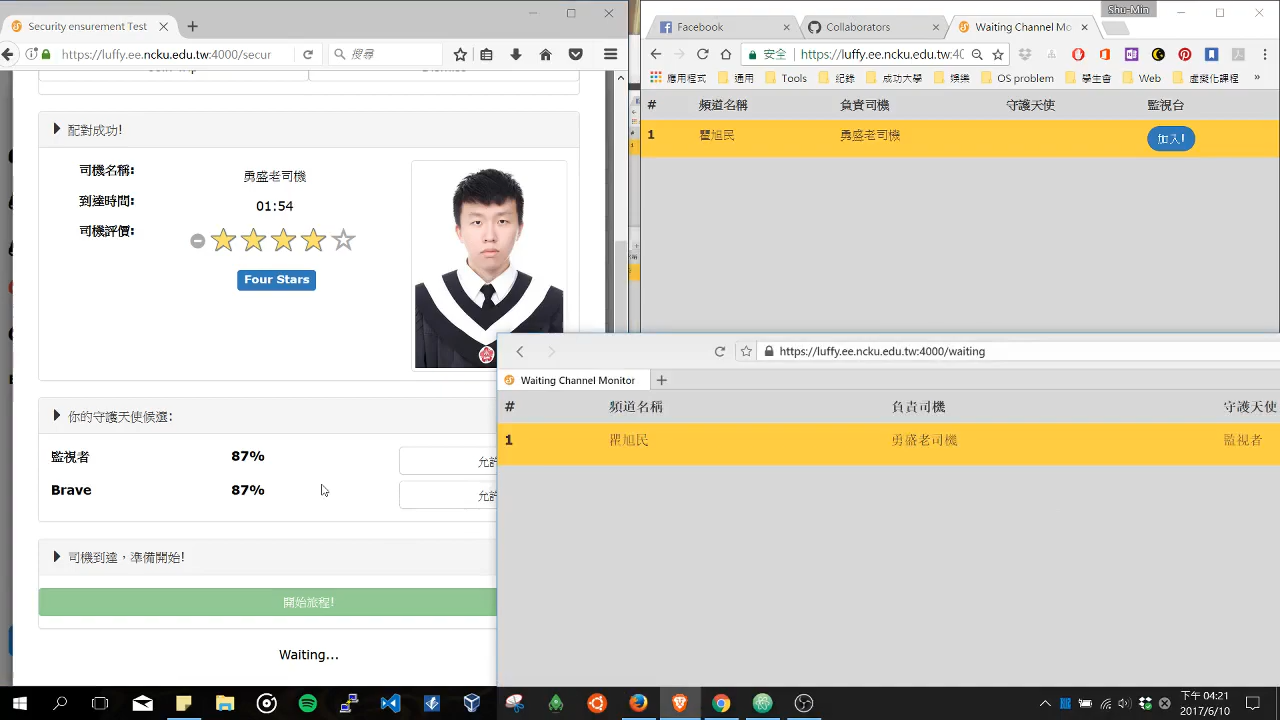 Security ensurement Test
https://luffy.ee.ncku.edu.tw:4000/secur
搜尋
配對成功!
司機名稱:
勇盛老司機
到達時間:
01:54
司機評價:
Four Stars
你的守護天使候選:
監視者 87%
Brave 87%
司機到達，準備開始!
開始旅程!
Waiting...
Shu-Min
Facebook
Collaborators
Waiting Channel Mo
安全 https://luffy.ee.ncku.edu.tw:40
應用程式 通用 Tools 記錄 成功大學 娛樂 OS problem 學生會 Web 虛擬化課程 »
# 頻道名稱 負責司機 守護天使 監視台
1 瞿旭民 勇盛老司機 加入!
https://luffy.ee.ncku.edu.tw:4000/waiting
Waiting Channel Monitor
# 頻道名稱 負責司機 守護天使
1 瞿旭民 勇盛老司機 監視者
下午 04:21
2017/6/10